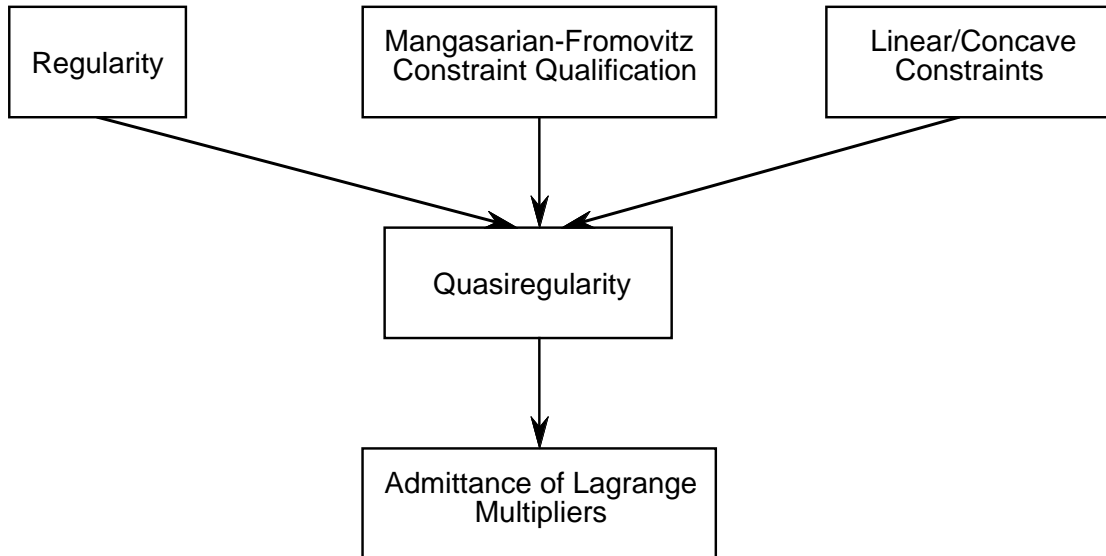 Regularity
Mangasarian-Fromovitz
Constraint Qualification
Linear/Concave
Constraints
Quasiregularity
Admittance of Lagrange
Multipliers